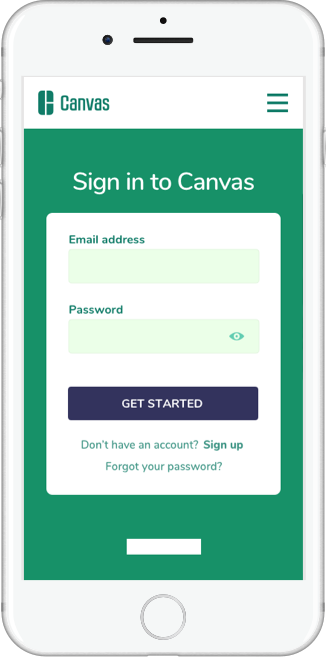 Canvas
Sign in to Canvas
Email address
Password
GET STARTED
Don't have an account? Sign up
Forgot your password?